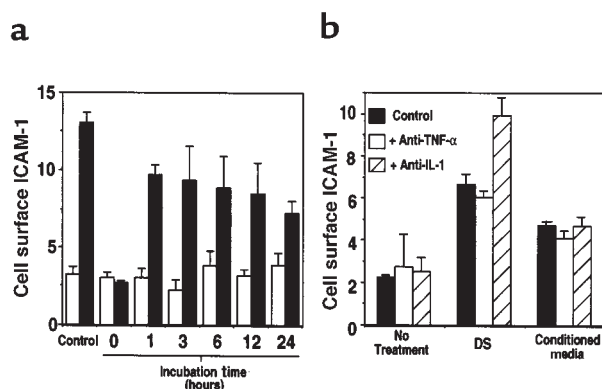 a
Cell surface ICAM-1
15
10
5
0
Control 0 1 3 6 12 24
Incubation time
(hours)
b
Cell surface ICAM-1
10
8
6
4
2
0
Control
+ Anti-TNF-α
+ Anti-IL-1
No
Treatment
DS
Conditioned
media